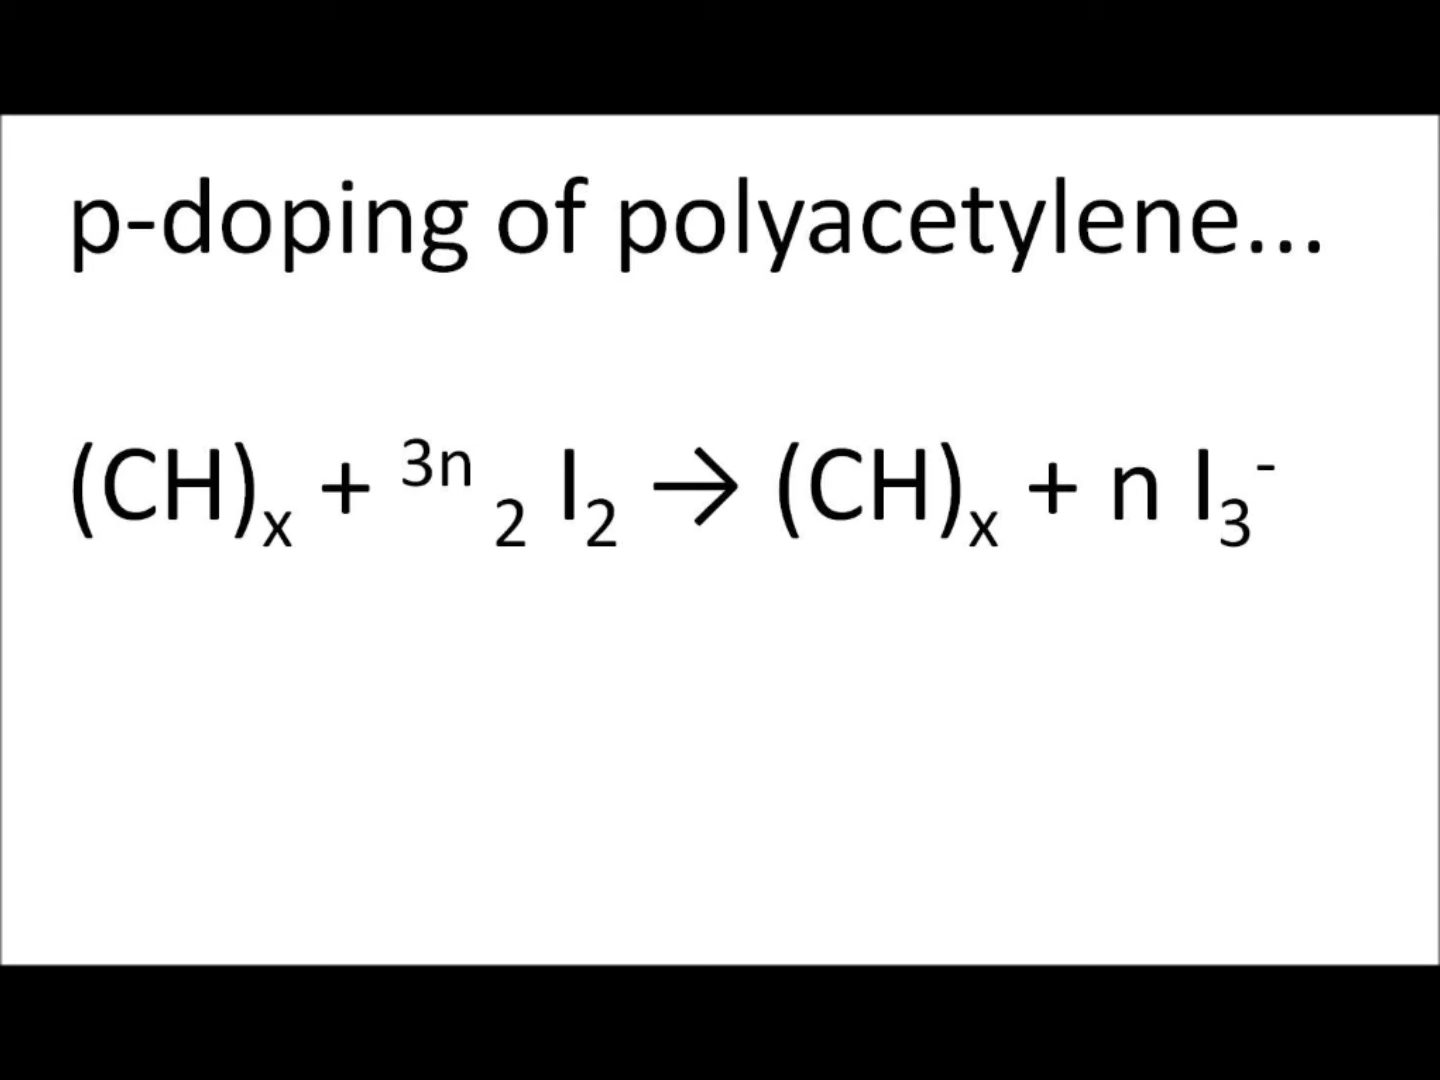 p-doping of polyacetylene...
(CH)ₓ + ³ⁿ ₂ I₂ → (CH)ₓ + n I₃⁻